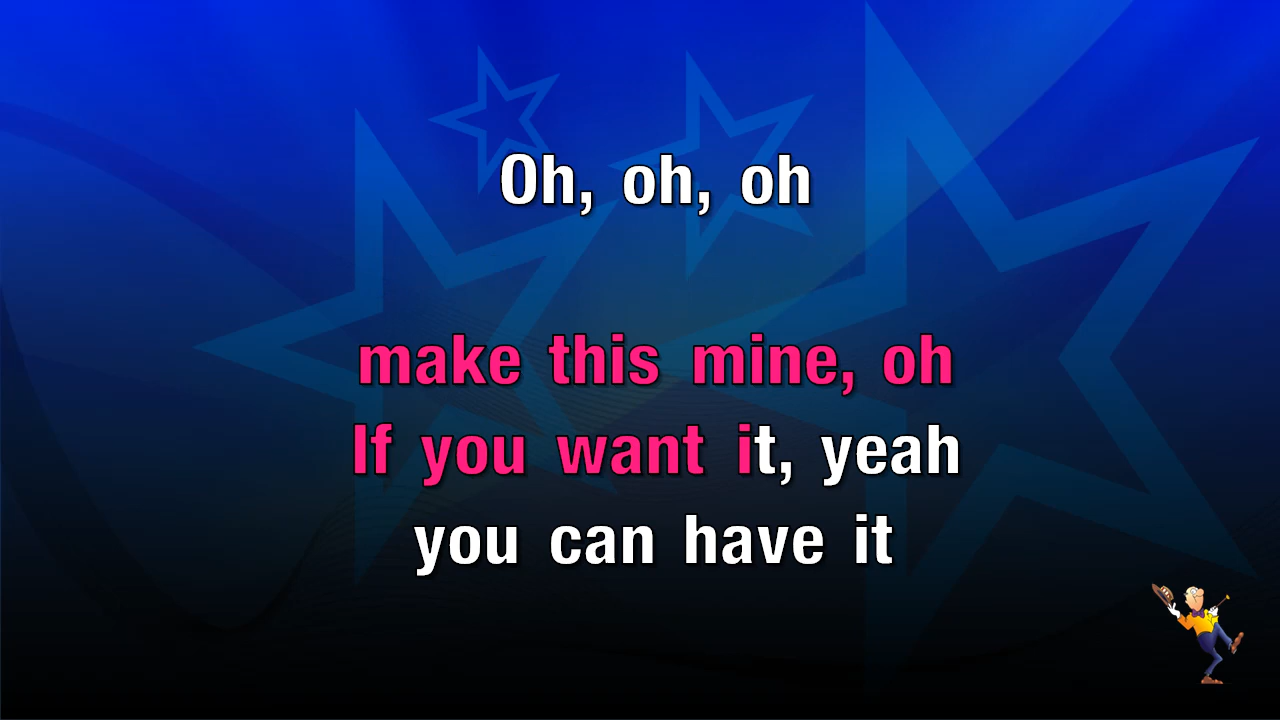 Oh, oh, oh
make this mine, oh
If you want it, yeah
you can have it